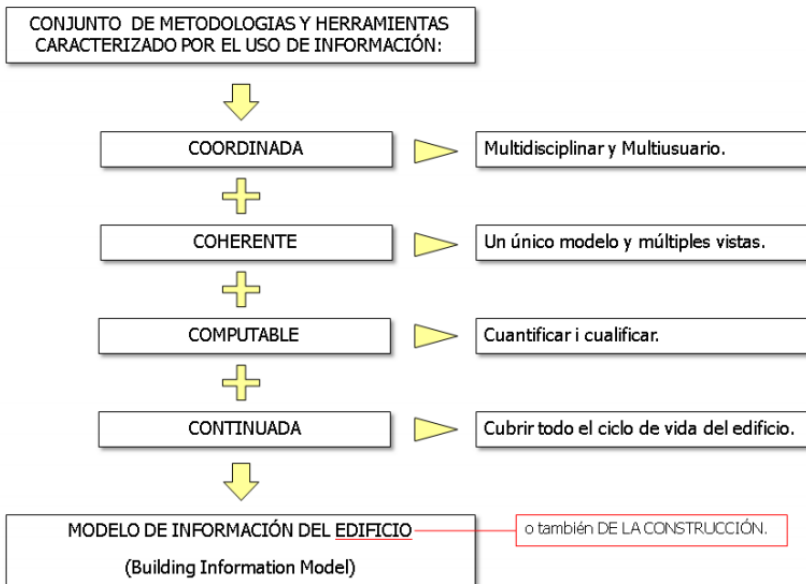 CONJUNTO DE METODOLOGIAS Y HERRAMIENTAS
CARACTERIZADO POR EL USO DE INFORMACIÓN:
COORDINADA
Multidisciplinar y Multiusuario.
COHERENTE
Un único modelo y múltiples vistas.
COMPUTABLE
Cuantificar i cualificar.
CONTINUADA
Cubrir todo el ciclo de vida del edificio.
MODELO DE INFORMACIÓN DEL EDIFICIO
o también DE LA CONSTRUCCIÓN.
(Building Information Model)